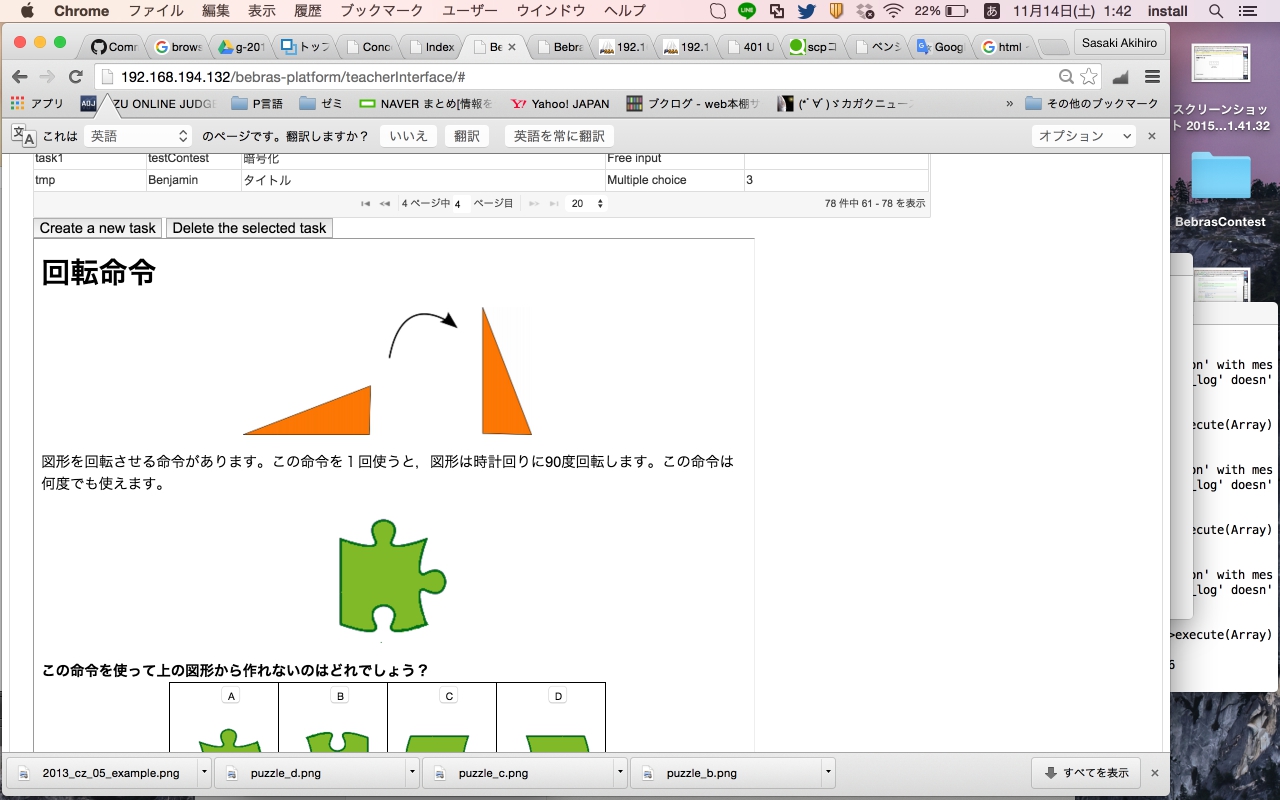 Chrome ファイル 編集 表示 履歴 ブックマーク ユーザー ウインドウ ヘルプ 22% あ 11月14日(土) 1:42 install
Comr brows g-201 トップ Conc Index Be Bebra 192.1 192.1 401 U scpコ ペンシ Goog html - Sasaki Akihiro
192.168.194.132/bebras-platform/teacherInterface/#
アプリ AOJ ZU ONLINE JUDGE P言語 ゼミ NAVER まとめ[情報を Yahoo! JAPAN ブクログ - web本棚サ (*ﾟ∀ﾟ)ゞカガクニュー » その他のブックマーク
これは 英語 のページです。翻訳しますか？ いいえ 翻訳 英語を常に翻訳 オプション
task1 testContest 暗号化 Free input
tmp Benjamin タイトル Multiple choice 3
4 ページ中 4 ページ目 20 78 件中 61 - 78 を表示
Create a new task Delete the selected task
回転命令
図形を回転させる命令があります。この命令を１回使うと，図形は時計回りに90度回転します。この命令は
何度でも使えます。
この命令を使って上の図形から作れないのはどれでしょう？
A B C D
2013_cz_05_example.png puzzle_d.png puzzle_c.png puzzle_b.png すべてを表示
スクリーンショッ
ト 2015...1.41.32
BebrasContest
on' with mes
_log' doesn'
ecute(Array)
on' with mes
_log' doesn'
ecute(Array)
on' with mes
_log' doesn'
>execute(Array)
6